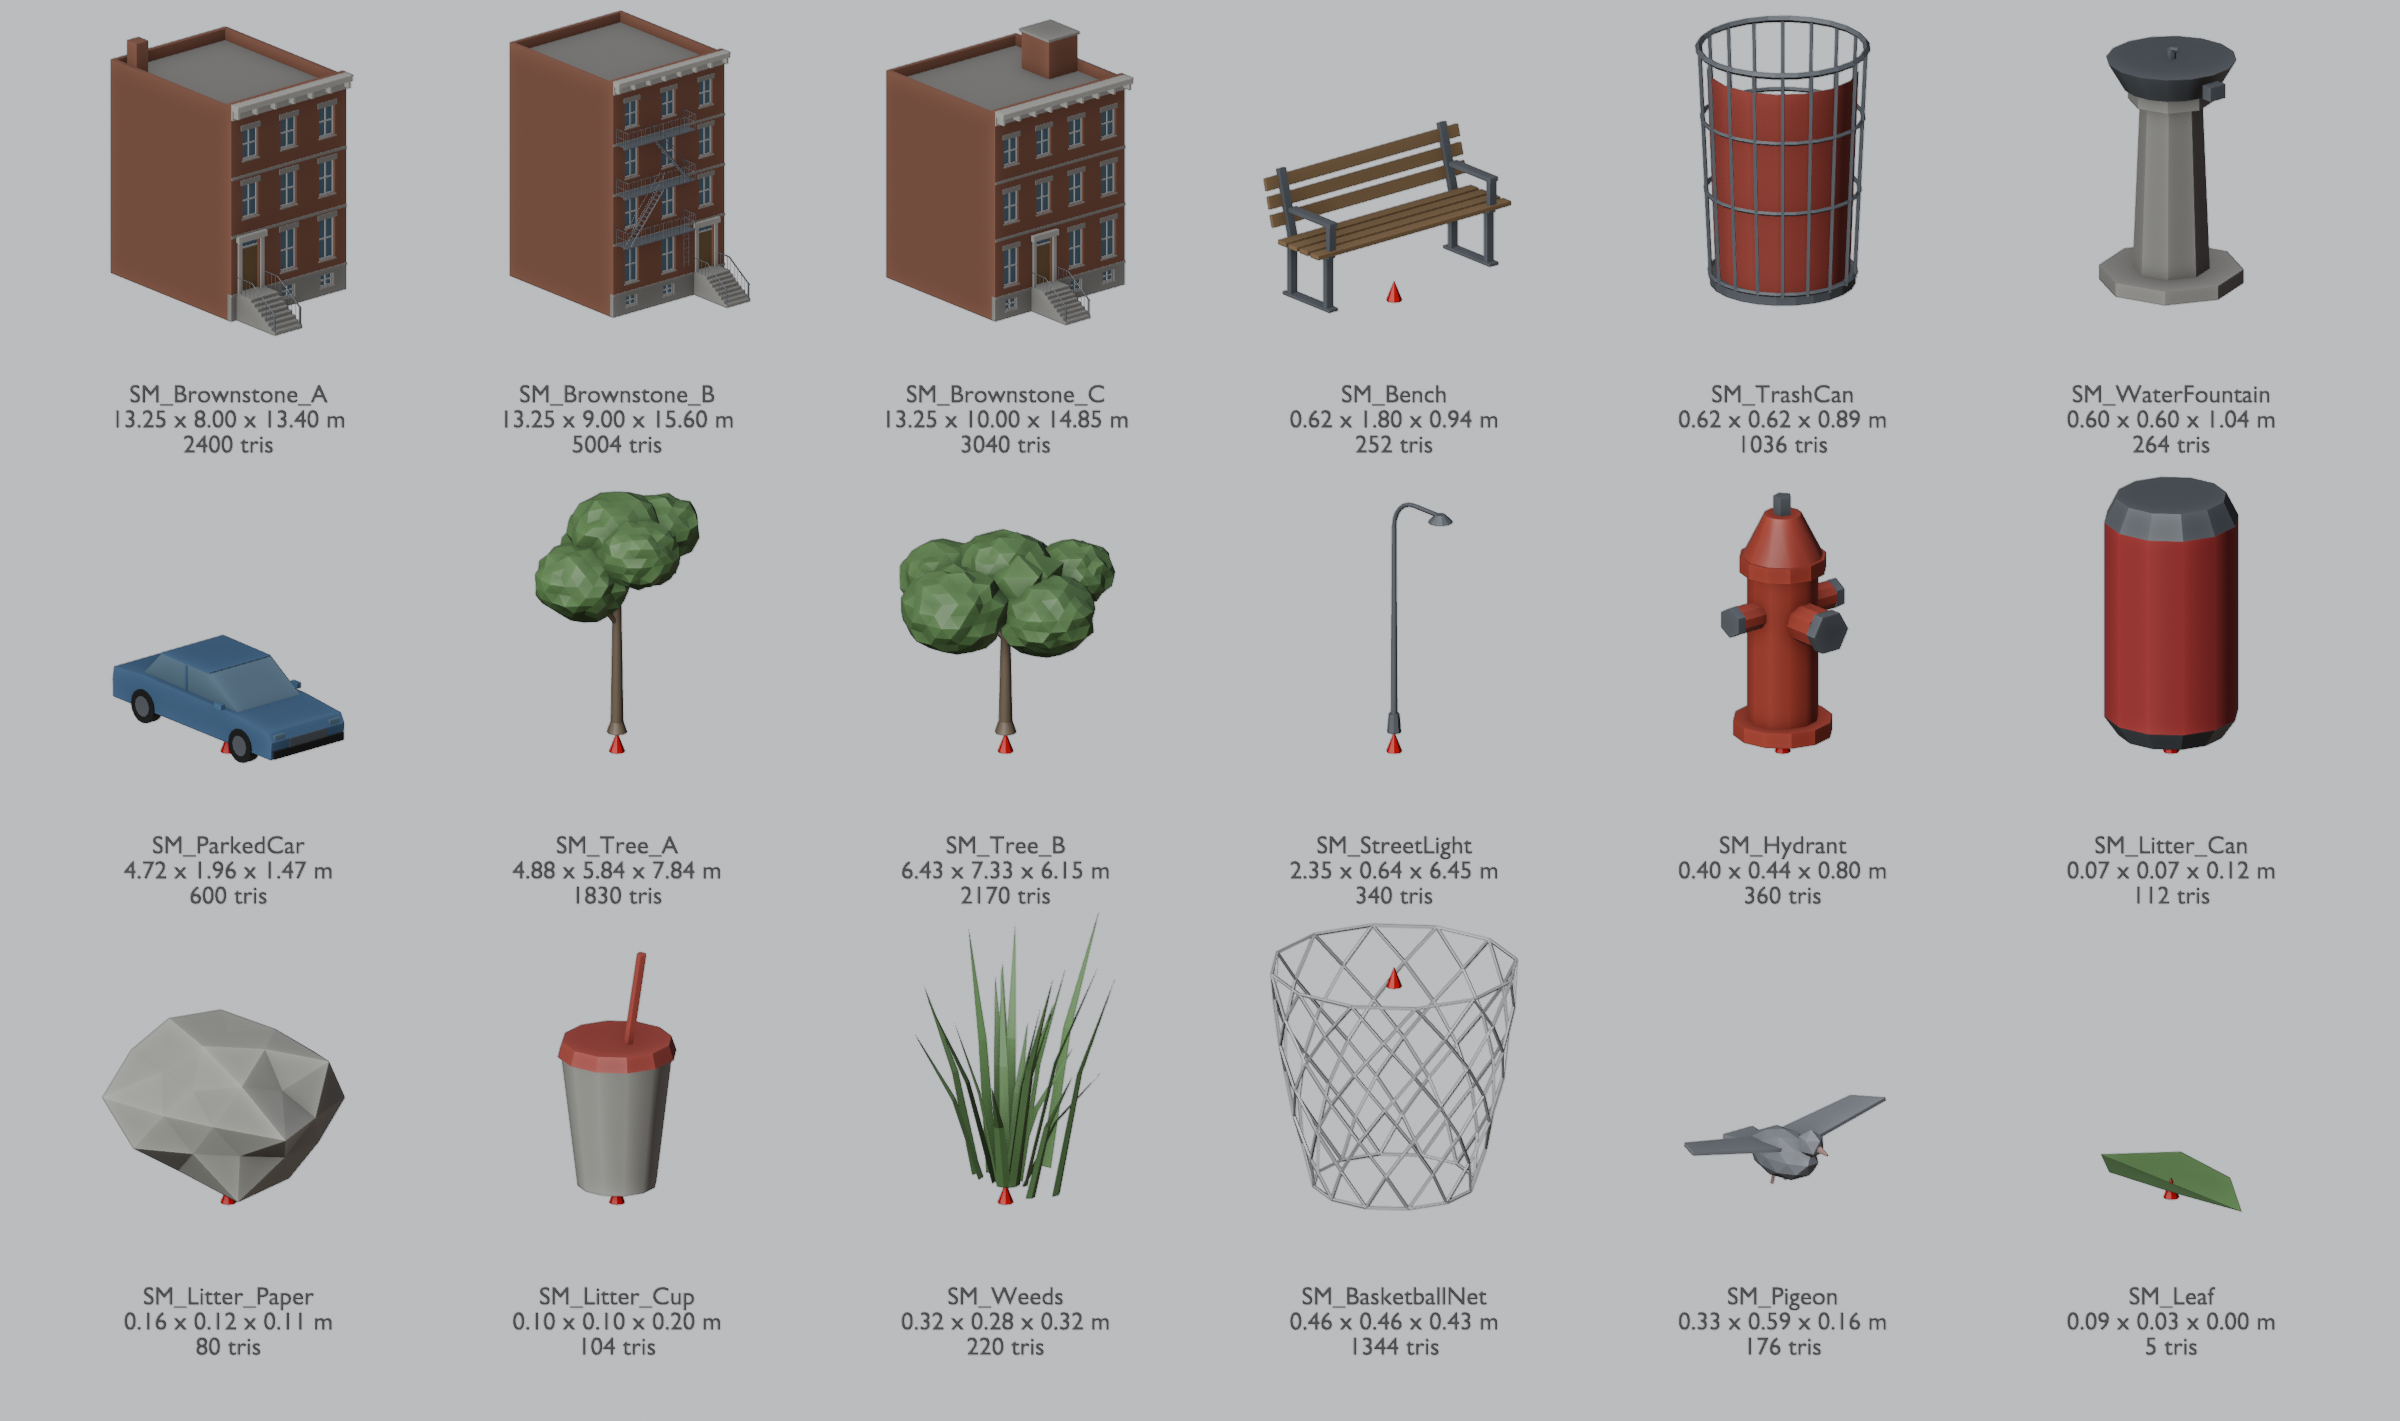 SM_Brownstone_A
13.25 x 8.00 x 13.40 m
2400 tris
SM_Brownstone_B
13.25 x 9.00 x 15.60 m
5004 tris
SM_Brownstone_C
13.25 x 10.00 x 14.85 m
3040 tris
SM_Bench
0.62 x 1.80 x 0.94 m
252 tris
SM_TrashCan
0.62 x 0.62 x 0.89 m
1036 tris
SM_WaterFountain
0.60 x 0.60 x 1.04 m
264 tris
SM_ParkedCar
4.72 x 1.96 x 1.47 m
600 tris
SM_Tree_A
4.88 x 5.84 x 7.84 m
1830 tris
SM_Tree_B
6.43 x 7.33 x 6.15 m
2170 tris
SM_StreetLight
2.35 x 0.64 x 6.45 m
340 tris
SM_Hydrant
0.40 x 0.44 x 0.80 m
360 tris
SM_Litter_Can
0.07 x 0.07 x 0.12 m
112 tris
SM_Litter_Paper
0.16 x 0.12 x 0.11 m
80 tris
SM_Litter_Cup
0.10 x 0.10 x 0.20 m
104 tris
SM_Weeds
0.32 x 0.28 x 0.32 m
220 tris
SM_BasketballNet
0.46 x 0.46 x 0.43 m
1344 tris
SM_Pigeon
0.33 x 0.59 x 0.16 m
176 tris
SM_Leaf
0.09 x 0.03 x 0.00 m
5 tris